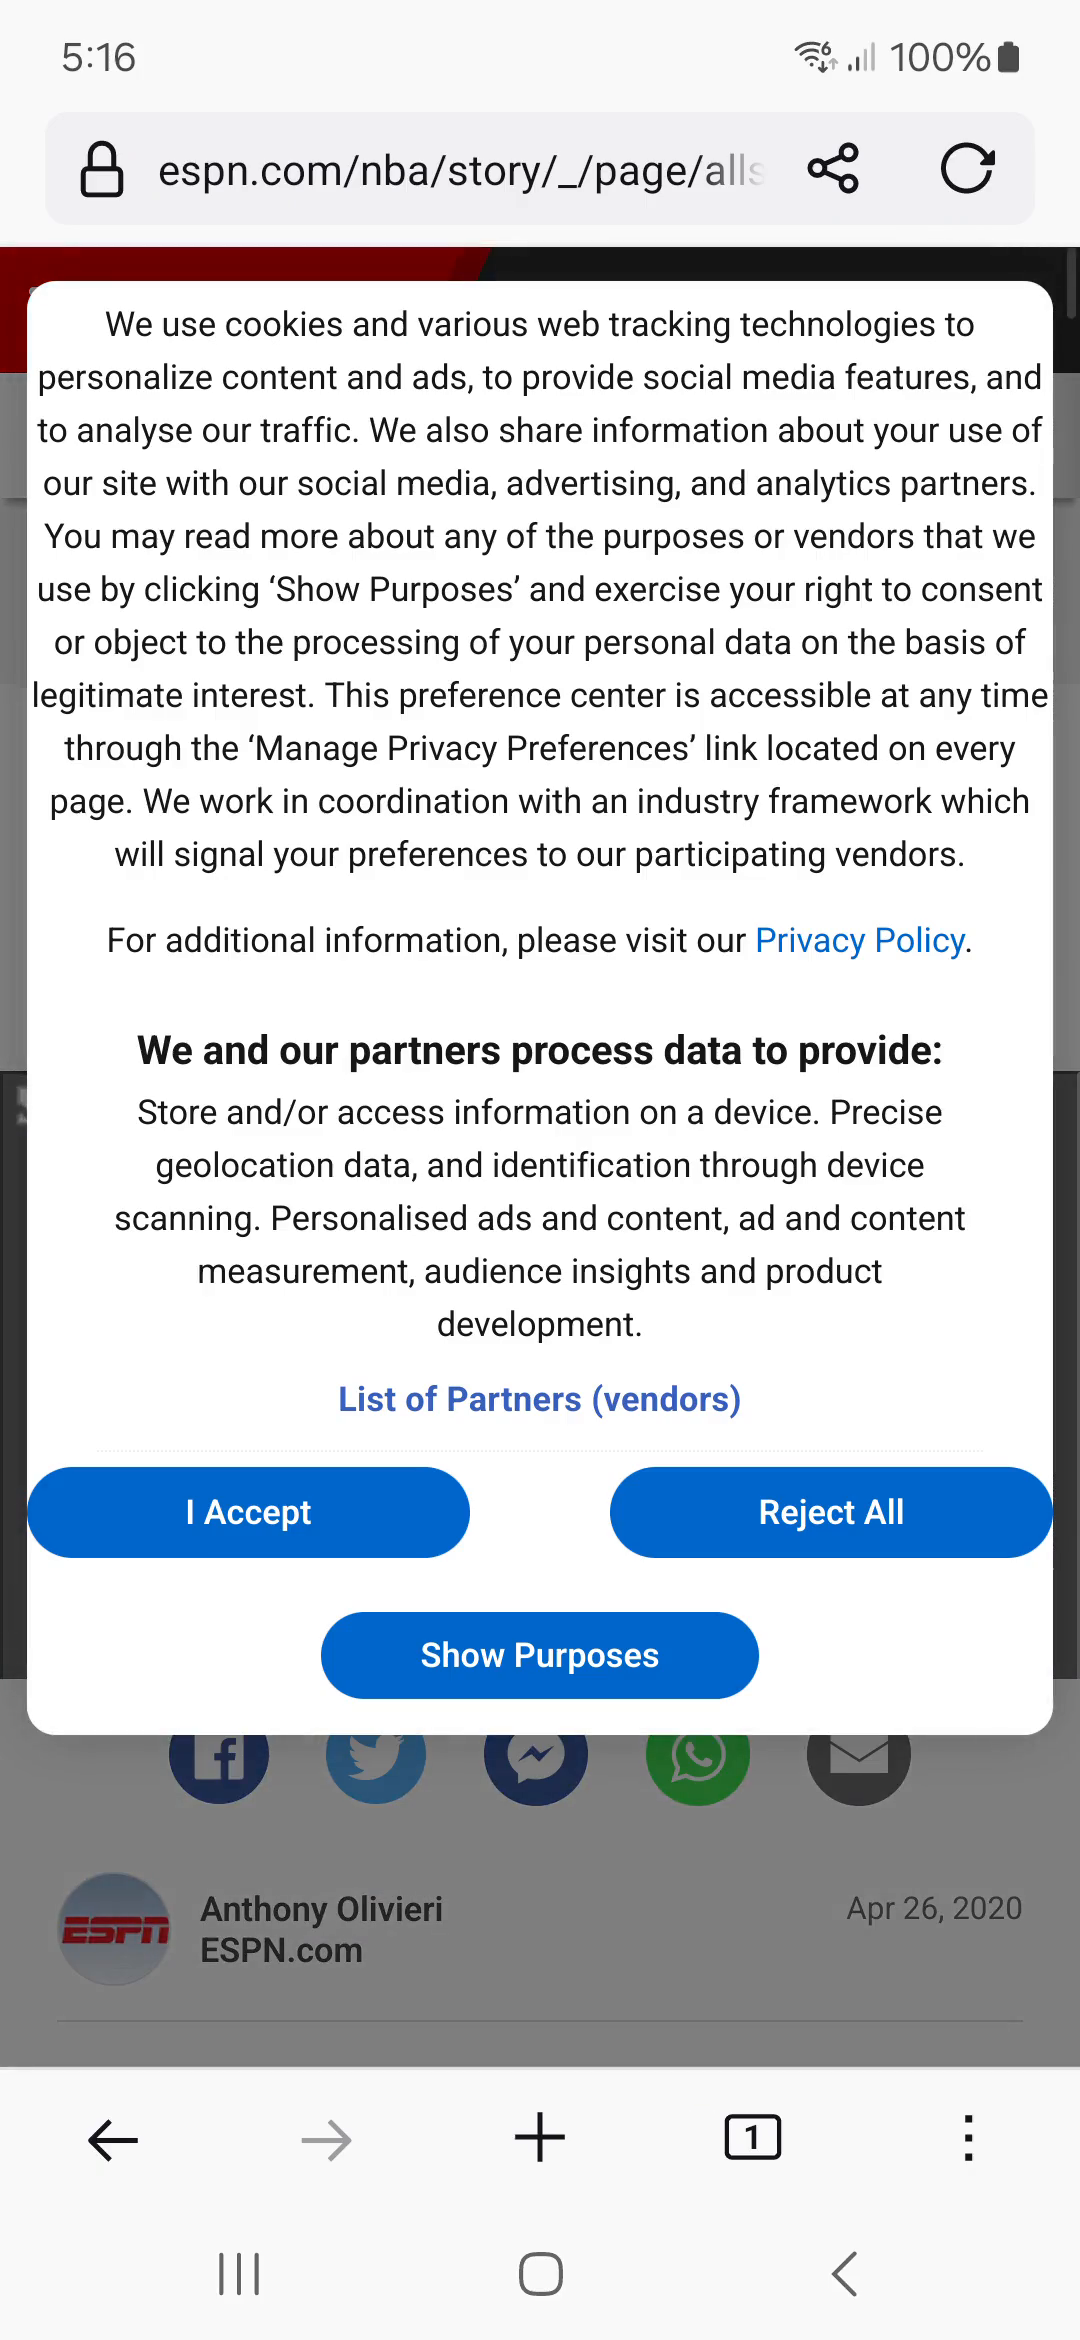 5:16
6 100%
espn.com/nba/story/_/page/alls
We use cookies and various web tracking technologies to
personalize content and ads, to provide social media features, and
to analyse our traffic. We also share information about your use of
our site with our social media, advertising, and analytics partners.
You may read more about any of the purposes or vendors that we
use by clicking ‘Show Purposes’ and exercise your right to consent
or object to the processing of your personal data on the basis of
legitimate interest. This preference center is accessible at any time
through the ‘Manage Privacy Preferences’ link located on every
page. We work in coordination with an industry framework which
will signal your preferences to our participating vendors.
For additional information, please visit our Privacy Policy.
We and our partners process data to provide:
Store and/or access information on a device. Precise
geolocation data, and identification through device
scanning. Personalised ads and content, ad and content
measurement, audience insights and product
development.
List of Partners (vendors)
I Accept Reject All
Show Purposes
ESPN
Anthony Olivieri Apr 26, 2020
ESPN.com
1